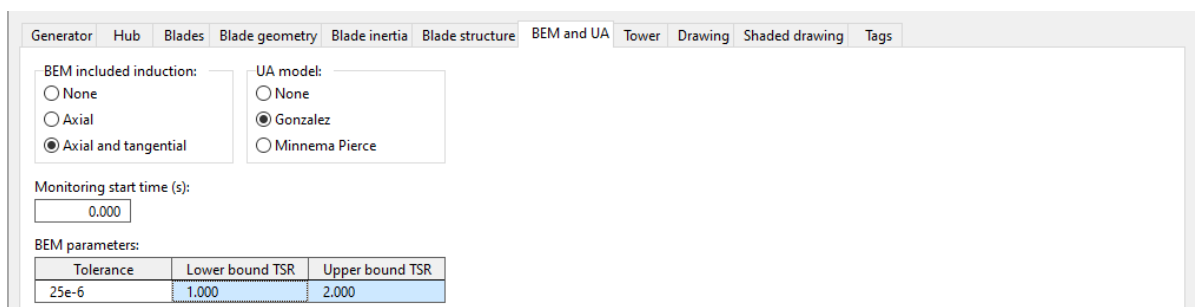 Generator Hub Blades Blade geometry Blade inertia Blade structure BEM and UA Tower Drawing Shaded drawing Tags
BEM included induction: UA model:
None None
Axial Gonzalez
Axial and tangential Minnema Pierce
Monitoring start time (s):
0.000
BEM parameters:
Tolerance Lower bound TSR Upper bound TSR
25e-6 1.000 2.000